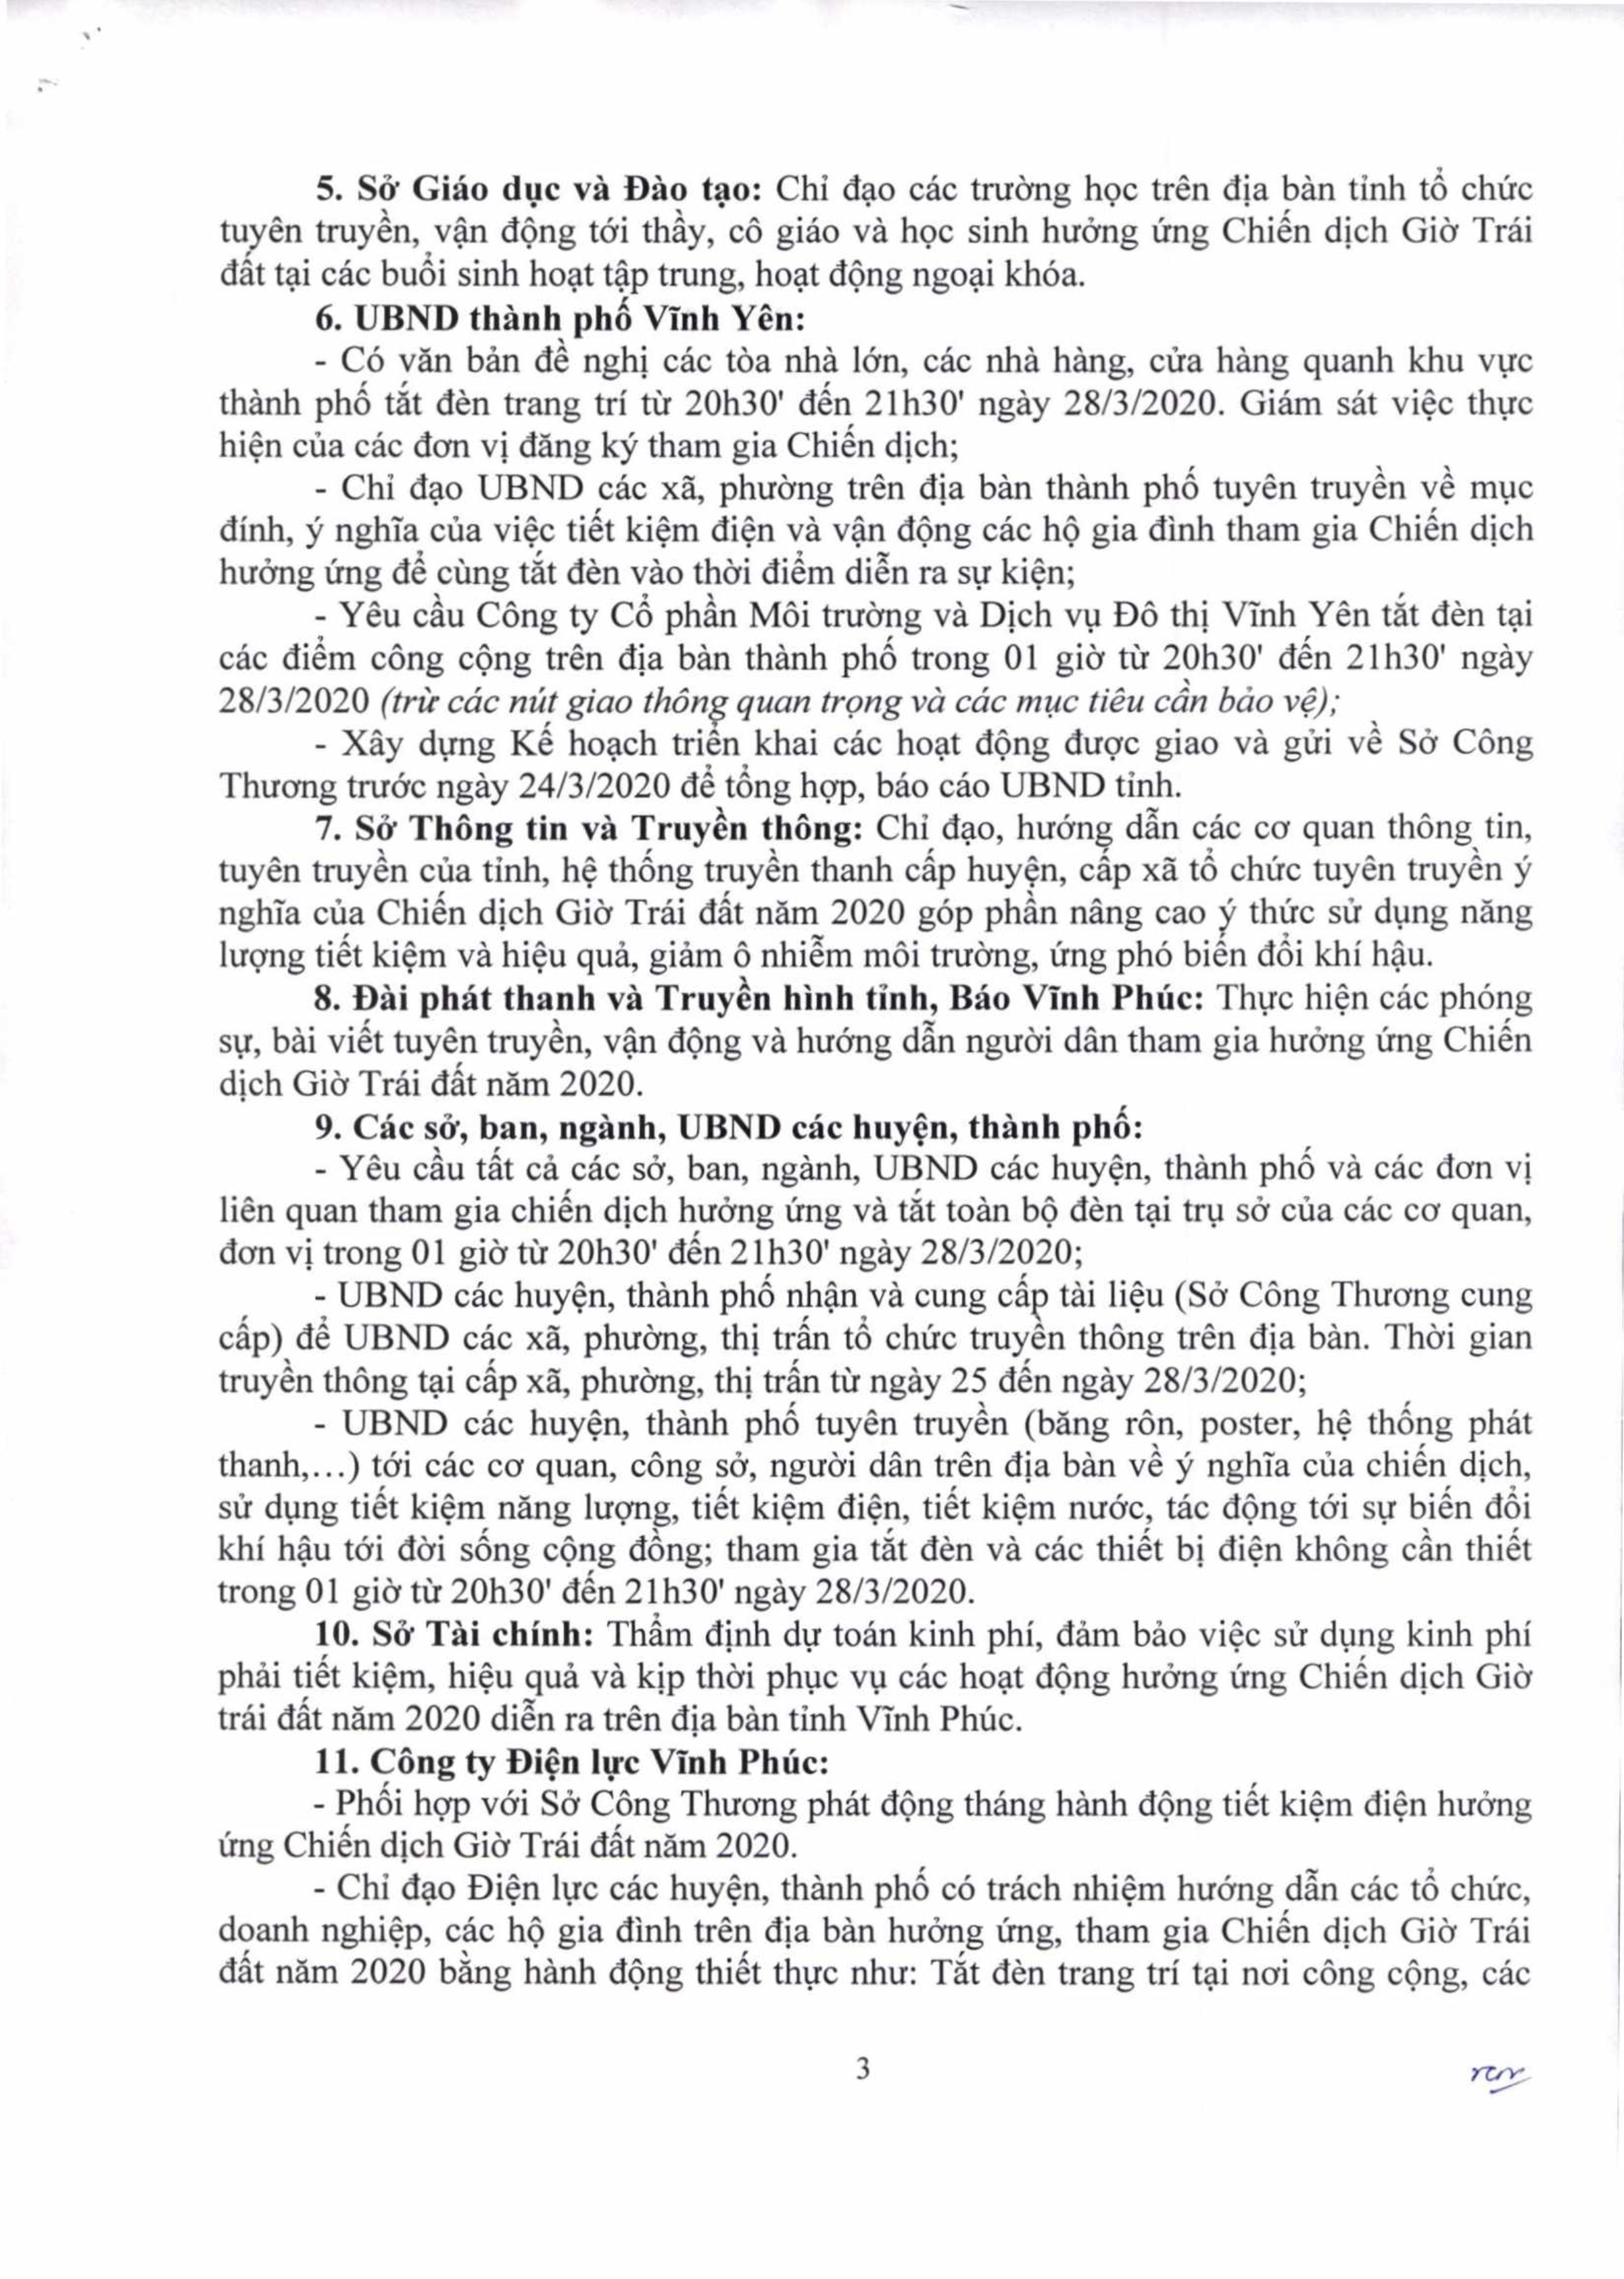 5. Sở Giáo dục và Đào tạo: Chỉ đạo các trường học trên địa bàn tỉnh tổ chức
tuyên truyền, vận động tới thầy, cô giáo và học sinh hưởng ứng Chiến dịch Giờ Trái
đất tại các buổi sinh hoạt tập trung, hoạt động ngoại khóa.
6. UBND thành phố Vĩnh Yên:
- Có văn bản đề nghị các tòa nhà lớn, các nhà hàng, cửa hàng quanh khu vực
thành phố tắt đèn trang trí từ 20h30' đến 21h30' ngày 28/3/2020. Giám sát việc thực
hiện của các đơn vị đăng ký tham gia Chiến dịch;
- Chỉ đạo UBND các xã, phường trên địa bàn thành phố tuyên truyền về mục
đính, ý nghĩa của việc tiết kiệm điện và vận động các hộ gia đình tham gia Chiến dịch
hưởng ứng để cùng tắt đèn vào thời điểm diễn ra sự kiện;
- Yêu cầu Công ty Cổ phần Môi trường và Dịch vụ Đô thị Vĩnh Yên tắt đèn tại
các điểm công cộng trên địa bàn thành phố trong 01 giờ từ 20h30' đến 21h30' ngày
28/3/2020 (trừ các nút giao thông quan trọng và các mục tiêu cần bảo vệ);
- Xây dựng Kế hoạch triển khai các hoạt động được giao và gửi về Sở Công
Thương trước ngày 24/3/2020 để tổng hợp, báo cáo UBND tỉnh.
7. Sở Thông tin và Truyền thông: Chỉ đạo, hướng dẫn các cơ quan thông tin,
tuyên truyền của tỉnh, hệ thống truyền thanh cấp huyện, cấp xã tổ chức tuyên truyền ý
nghĩa của Chiến dịch Giờ Trái đất năm 2020 góp phần nâng cao ý thức sử dụng năng
lượng tiết kiệm và hiệu quả, giảm ô nhiễm môi trường, ứng phó biến đổi khí hậu.
8. Đài phát thanh và Truyền hình tỉnh, Báo Vĩnh Phúc: Thực hiện các phóng
sự, bài viết tuyên truyền, vận động và hướng dẫn người dân tham gia hưởng ứng Chiến
dịch Giờ Trái đất năm 2020.
9. Các sở, ban, ngành, UBND các huyện, thành phố:
- Yêu cầu tất cả các sở, ban, ngành, UBND các huyện, thành phố và các đơn vị
liên quan tham gia chiến dịch hưởng ứng và tắt toàn bộ đèn tại trụ sở của các cơ quan,
đơn vị trong 01 giờ từ 20h30' đến 21h30' ngày 28/3/2020;
- UBND các huyện, thành phố nhận và cung cấp tài liệu (Sở Công Thương cung
cấp) để UBND các xã, phường, thị trấn tổ chức truyền thông trên địa bàn. Thời gian
truyền thông tại cấp xã, phường, thị trấn từ ngày 25 đến ngày 28/3/2020;
- UBND các huyện, thành phố tuyên truyền (băng rôn, poster, hệ thống phát
thanh,...) tới các cơ quan, công sở, người dân trên địa bàn về ý nghĩa của chiến dịch,
sử dụng tiết kiệm năng lượng, tiết kiệm điện, tiết kiệm nước, tác động tới sự biến đổi
khí hậu tới đời sống cộng đồng; tham gia tắt đèn và các thiết bị điện không cần thiết
trong 01 giờ từ 20h30' đến 21h30' ngày 28/3/2020.
10. Sở Tài chính: Thẩm định dự toán kinh phí, đảm bảo việc sử dụng kinh phí
phải tiết kiệm, hiệu quả và kịp thời phục vụ các hoạt động hưởng ứng Chiến dịch Giờ
trái đất năm 2020 diễn ra trên địa bàn tỉnh Vĩnh Phúc.
11. Công ty Điện lực Vĩnh Phúc:
- Phối hợp với Sở Công Thương phát động tháng hành động tiết kiệm điện hưởng
ứng Chiến dịch Giờ Trái đất năm 2020.
- Chỉ đạo Điện lực các huyện, thành phố có trách nhiệm hướng dẫn các tổ chức,
doanh nghiệp, các hộ gia đình trên địa bàn hưởng ứng, tham gia Chiến dịch Giờ Trái
đất năm 2020 bằng hành động thiết thực như: Tắt đèn trang trí tại nơi công cộng, các
3